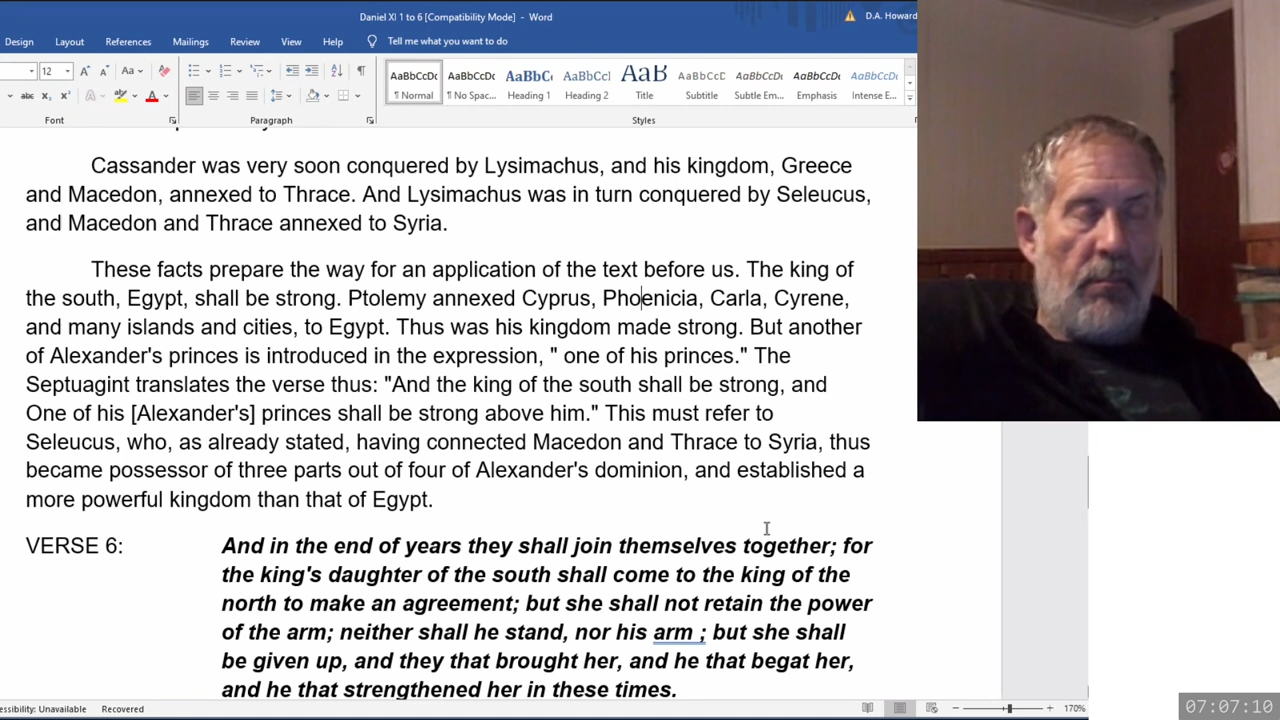 Daniel XI 1 to 6 [Compatibility Mode] - Word
D.A. Howard
Design Layout References Mailings Review View Help Tell me what you want to do
12 Aa
AaBbCcDc AaBbCcDc AaBbC AaBbCcl AaB AaBbCcD AaBbCcDt AaBbCcDt AaBbCcDt
¶ Normal ¶ No Spac... Heading 1 Heading 2 Title Subtitle Subtle Em... Emphasis Intense E...
Font Paragraph Styles
Cassander was very soon conquered by Lysimachus, and his kingdom, Greece
and Macedon, annexed to Thrace. And Lysimachus was in turn conquered by Seleucus,
and Macedon and Thrace annexed to Syria.
These facts prepare the way for an application of the text before us. The king of
the south, Egypt, shall be strong. Ptolemy annexed Cyprus, Phoenicia, Carla, Cyrene,
and many islands and cities, to Egypt. Thus was his kingdom made strong. But another
of Alexander's princes is introduced in the expression, " one of his princes." The
Septuagint translates the verse thus: "And the king of the south shall be strong, and
One of his [Alexander's] princes shall be strong above him." This must refer to
Seleucus, who, as already stated, having connected Macedon and Thrace to Syria, thus
became possessor of three parts out of four of Alexander's dominion, and established a
more powerful kingdom than that of Egypt.
VERSE 6: And in the end of years they shall join themselves together; for
the king's daughter of the south shall come to the king of the
north to make an agreement; but she shall not retain the power
of the arm; neither shall he stand, nor his arm ; but she shall
be given up, and they that brought her, and he that begat her,
and he that strengthened her in these times.
essibility: Unavailable Recovered 170%
07:07:10